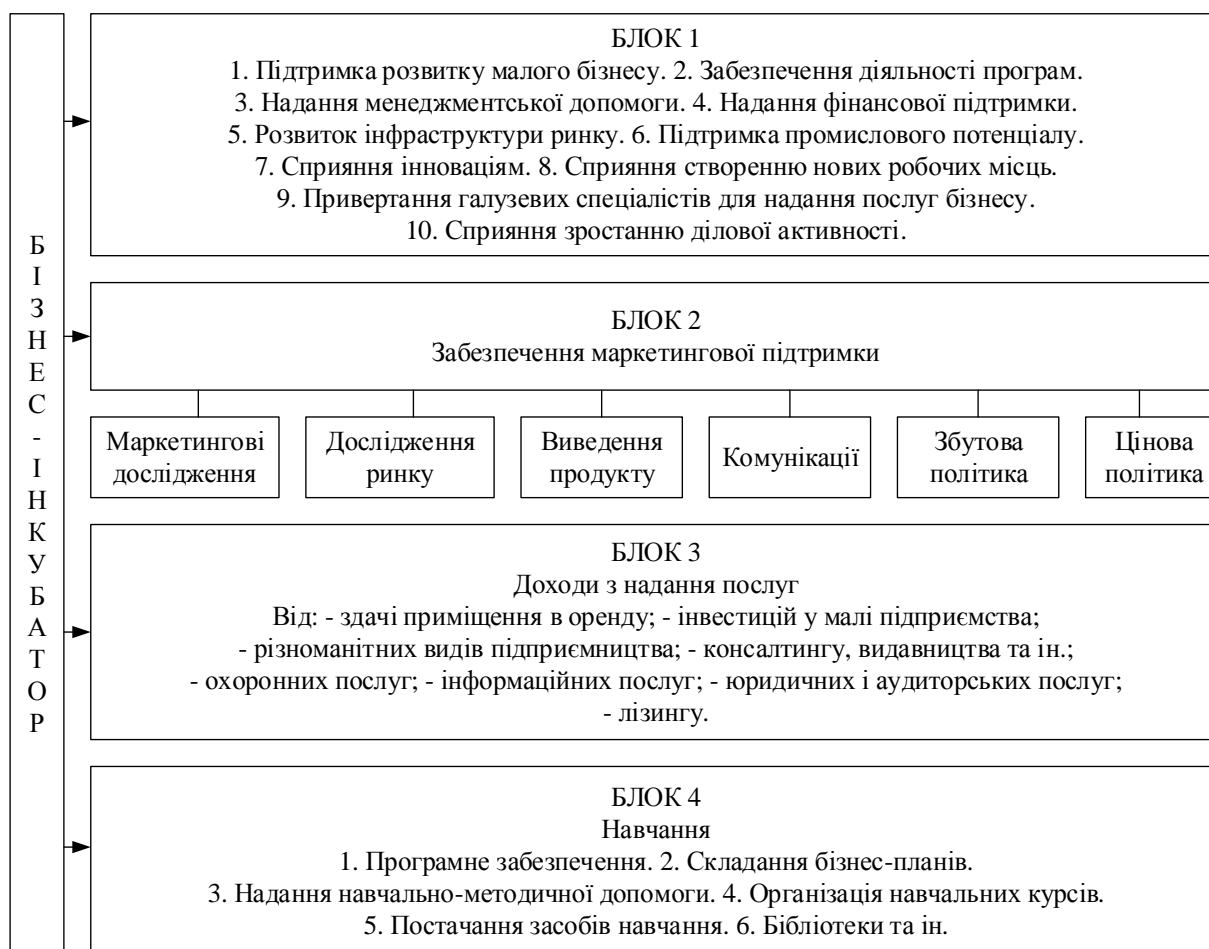 БІЗНЕС-ІНКУБАТОР
БЛОК 1
1. Підтримка розвитку малого бізнесу. 2. Забезпечення діяльності програм.
3. Надання менеджментської допомоги. 4. Надання фінансової підтримки.
5. Розвиток інфраструктури ринку. 6. Підтримка промислового потенціалу.
7. Сприяння інноваціям. 8. Сприяння створенню нових робочих місць.
9. Привертання галузевих спеціалістів для надання послуг бізнесу.
10. Сприяння зростанню ділової активності.
БЛОК 2
Забезпечення маркетингової підтримки
Маркетингові
дослідження
Дослідження
ринку
Виведення
продукту
Комунікації
Збутова
політика
Цінова
політика
БЛОК 3
Доходи з надання послуг
Від: - здачі приміщення в оренду; - інвестицій у малі підприємства;
- різноманітних видів підприємництва; - консалтингу, видавництва та ін.;
- охоронних послуг; - інформаційних послуг; - юридичних і аудиторських послуг;
- лізингу.
БЛОК 4
Навчання
1. Програмне забезпечення. 2. Складання бізнес-планів.
3. Надання навчально-методичної допомоги. 4. Організація навчальних курсів.
5. Постачання засобів навчання. 6. Бібліотеки та ін.